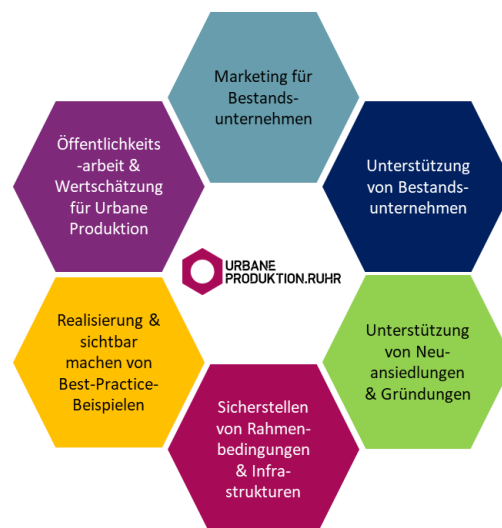 Marketing für
Bestands-
unternehmen
Öffentlichkeits
-arbeit &
Wertschätzung
für Urbane
Produktion
Unterstützung
von Bestands-
unternehmen
URBANE
PRODUKTION.RUHR
Realisierung &
sichtbar
machen von
Best-Practice-
Beispielen
Unterstützung
von Neu-
ansiedlungen
& Gründungen
Sicherstellen
von Rahmen-
bedingungen
& Infra-
strukturen